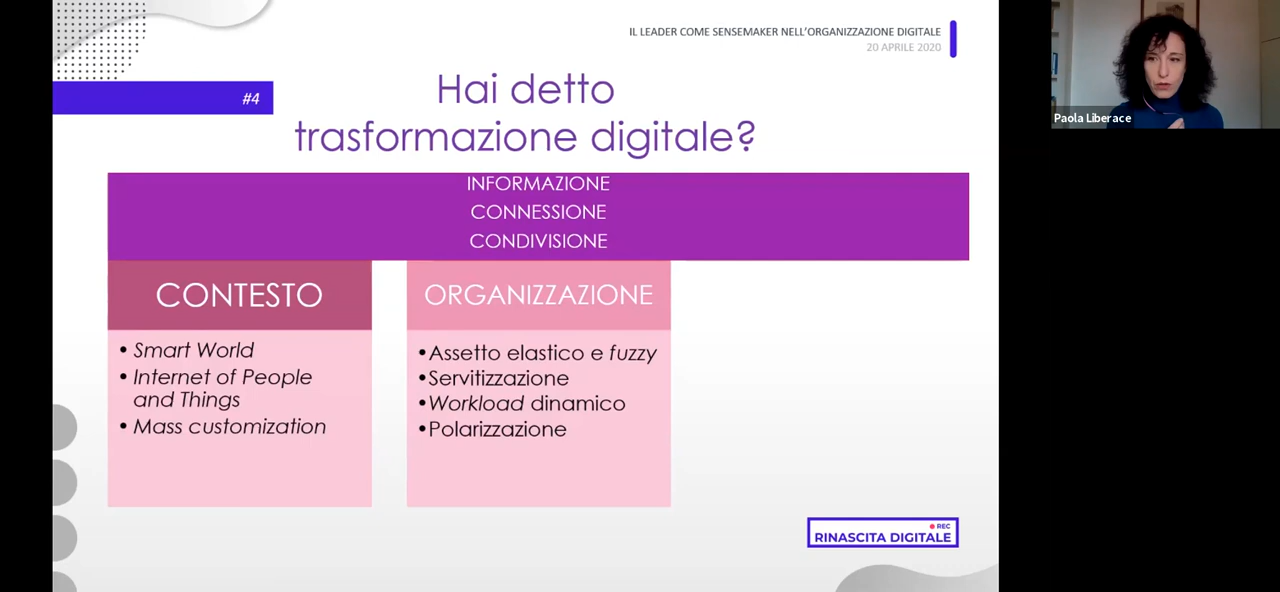 IL LEADER COME SENSEMAKER NELL'ORGANIZZAZIONE DIGITALE
20 APRILE 2020
#4
Hai detto
trasformazione digitale?
INFORMAZIONE
CONNESSIONE
CONDIVISIONE
CONTESTO
• Smart World
• Internet of People
and Things
• Mass customization
ORGANIZZAZIONE
• Assetto elastico e fuzzy
• Servitizzazione
• Workload dinamico
• Polarizzazione
REC
RINASCITA DIGITALE
Paola Liberace